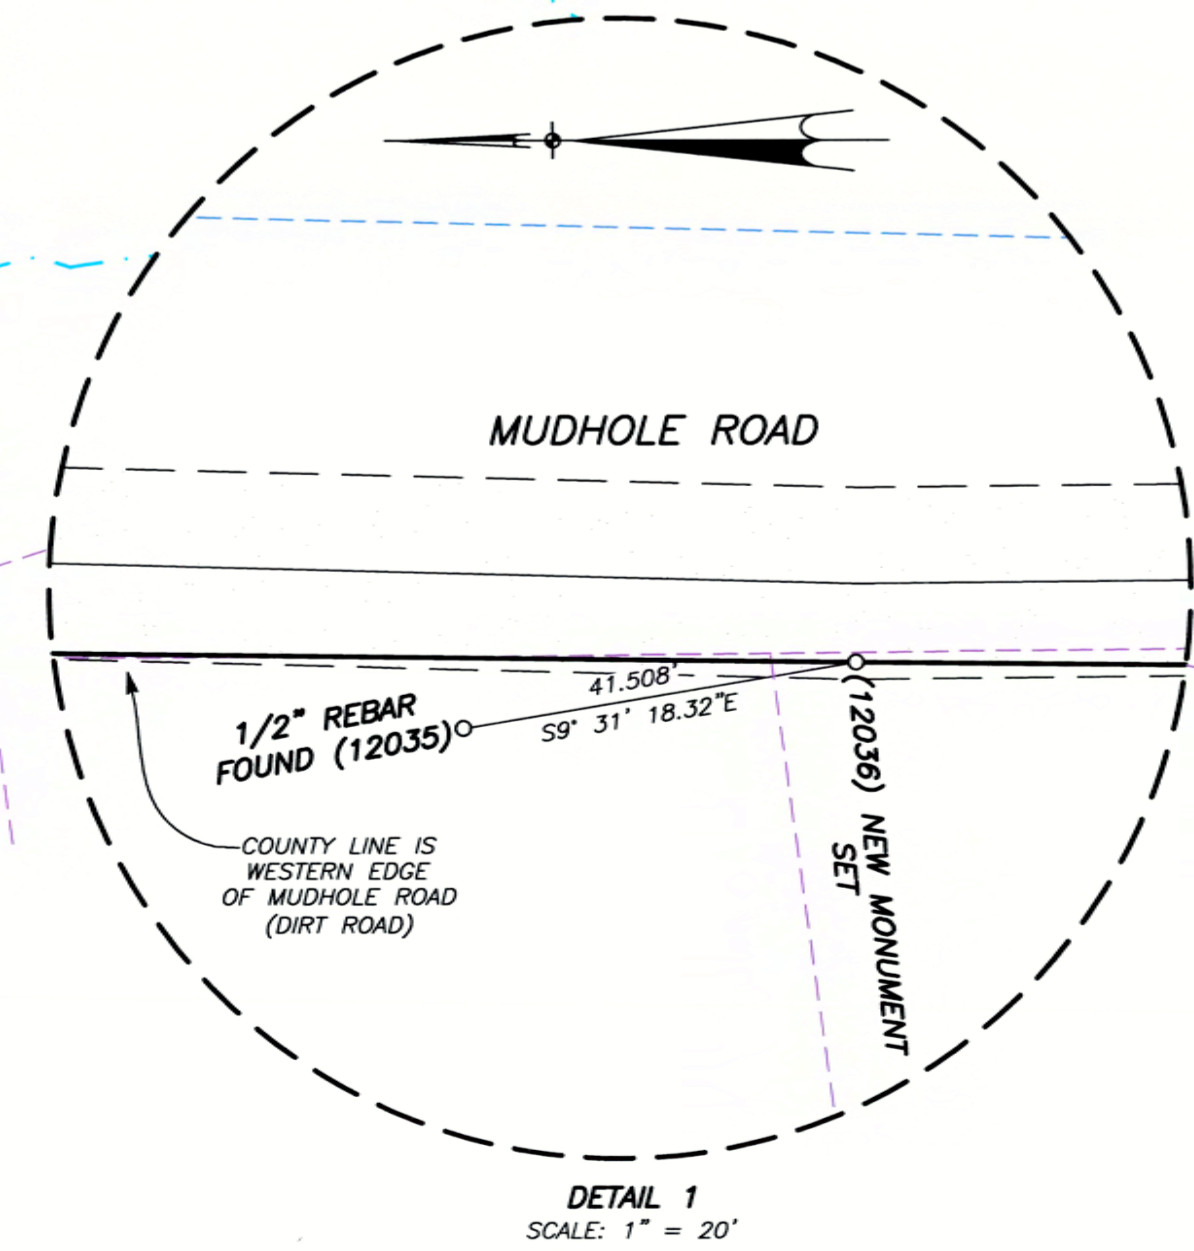 MUDHOLE ROAD
41.508'
S9° 31' 18.32"E
1/2" REBAR
FOUND (12035)
(12036) NEW MONUMENT
SET
COUNTY LINE IS
WESTERN EDGE
OF MUDHOLE ROAD
(DIRT ROAD)
DETAIL 1
SCALE: 1" = 20'